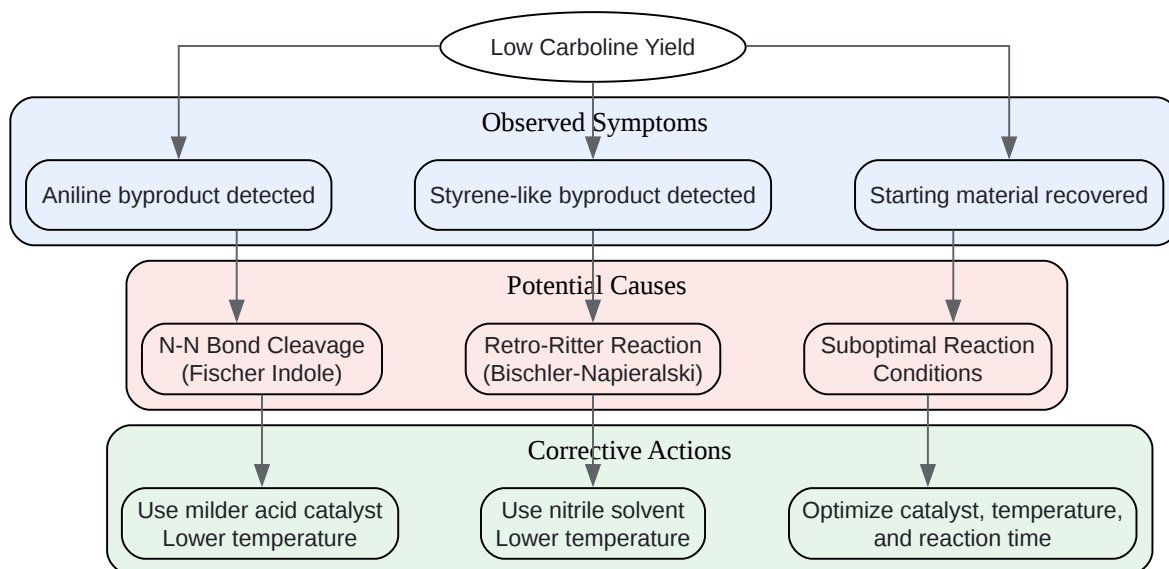 Low Carboline Yield
Observed Symptoms
Aniline byproduct detected
Styrene-like byproduct detected
Starting material recovered
Potential Causes
N-N Bond Cleavage
(Fischer Indole)
Retro-Ritter Reaction
(Bischler-Napieralski)
Suboptimal Reaction
Conditions
Corrective Actions
Use milder acid catalyst
Lower temperature
Use nitrile solvent
Lower temperature
Optimize catalyst, temperature,
and reaction time